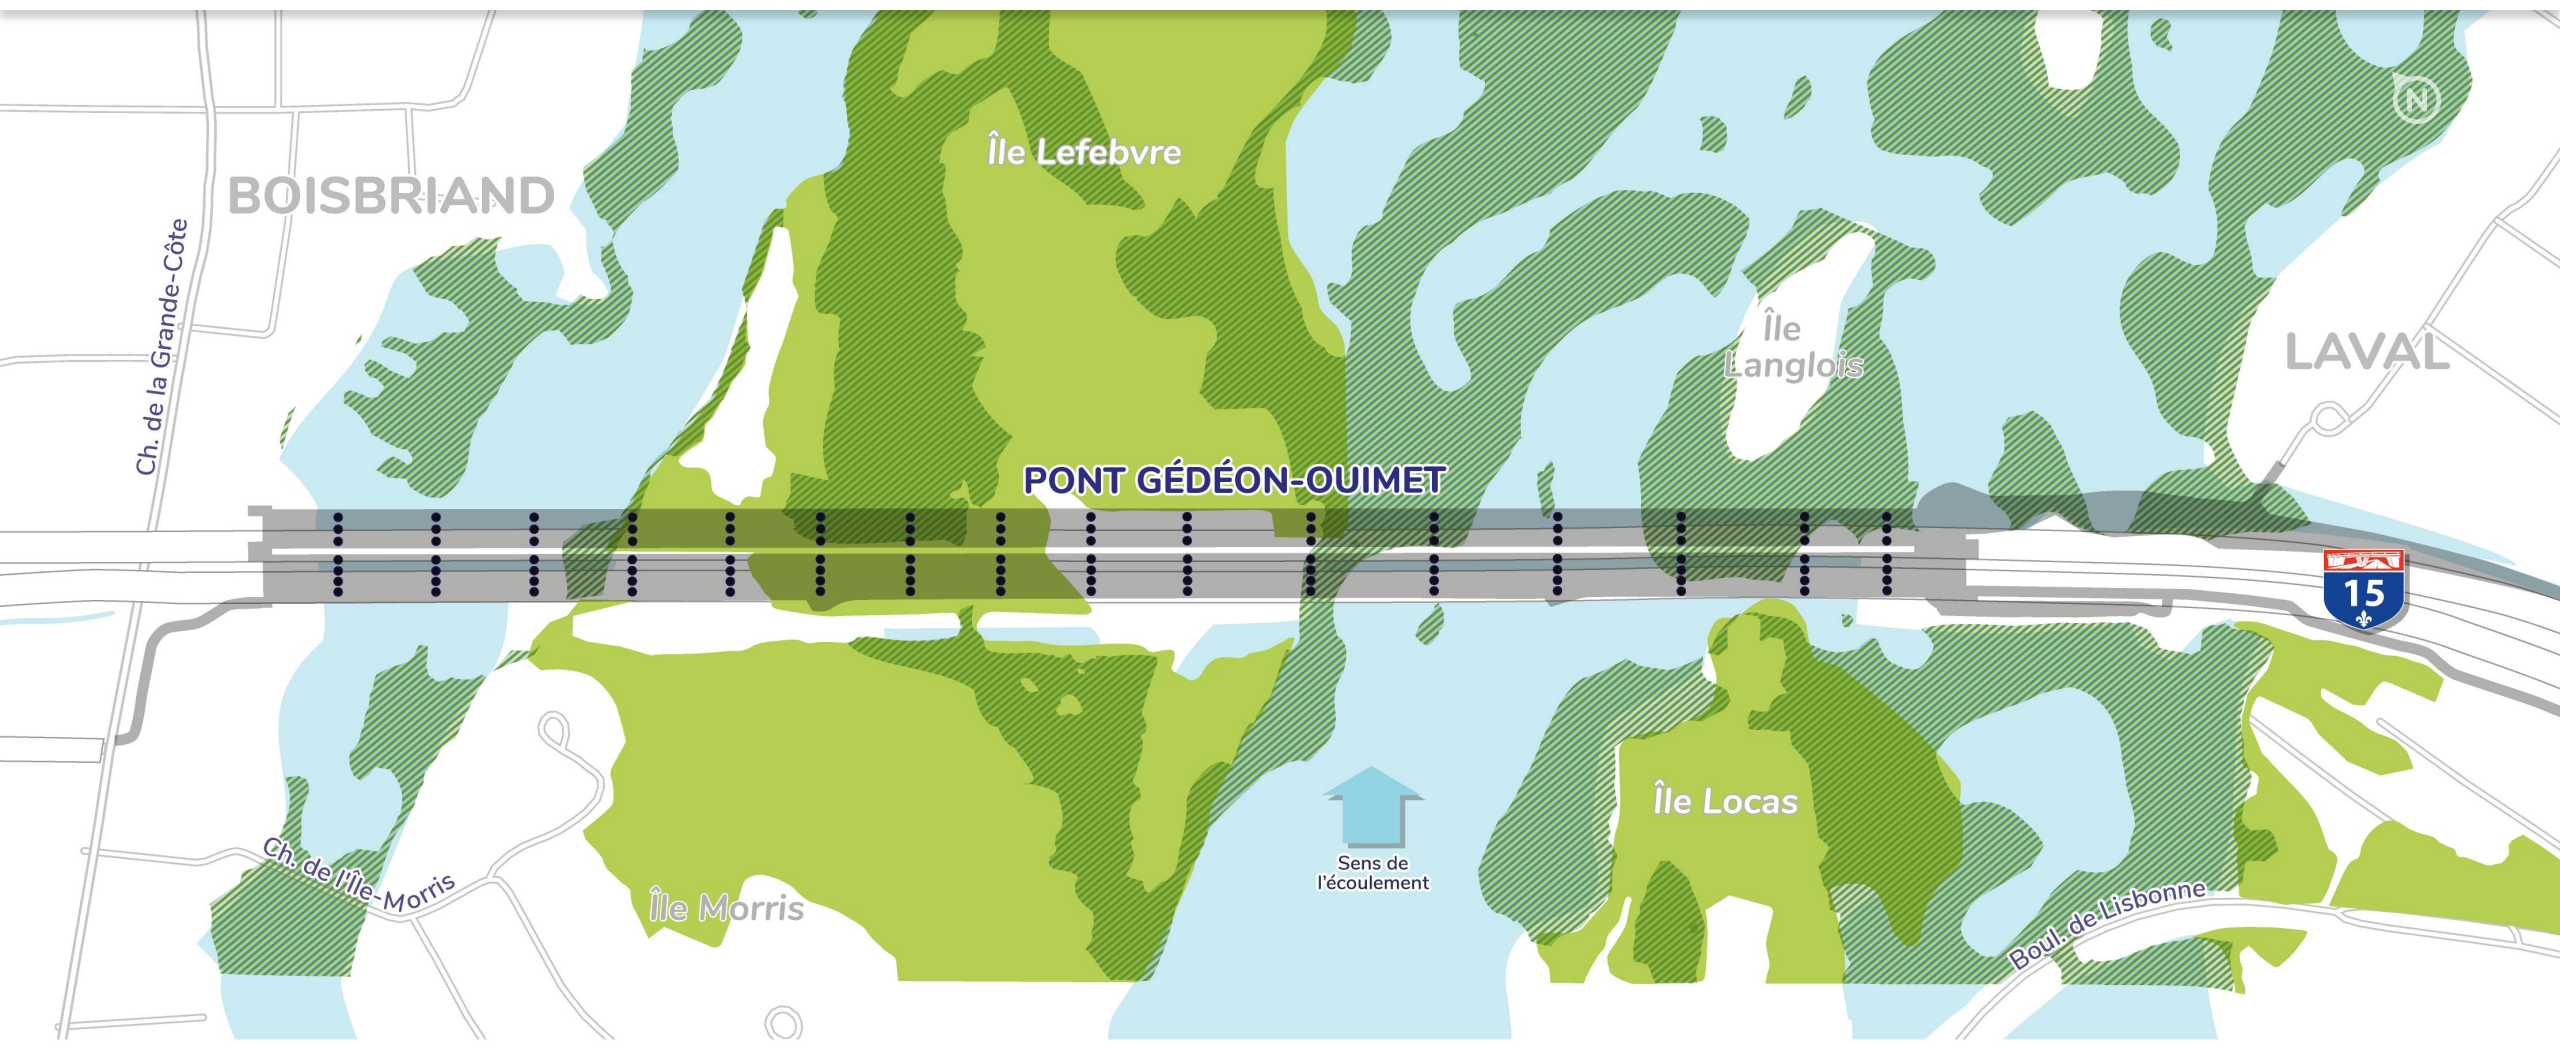 N
Île Lefebvre
BOISBRIAND
Ch. de la Grande-Côte
Île
Langlois
LAVAL
PONT GÉDÉON-OUIMET
15
Île Locas
Sens de
l'écoulement
Ch. de l'Île-Morris
Île Morris
Boul. de Lisbonne